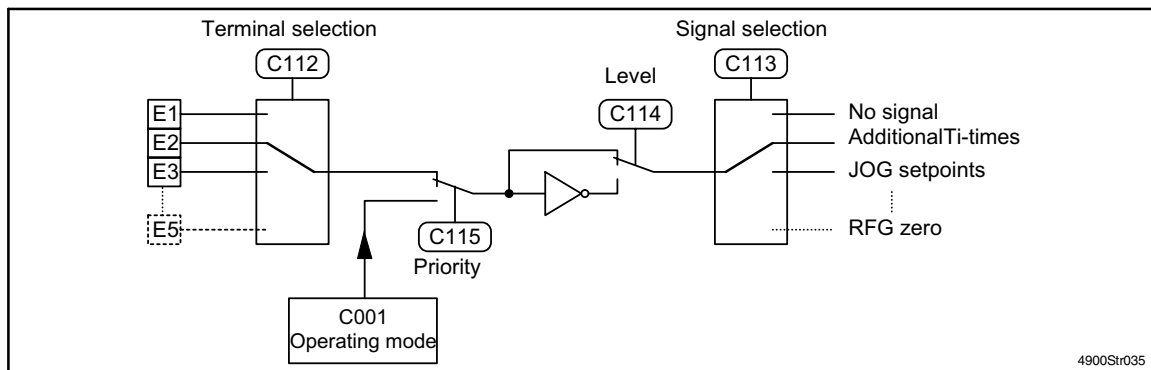 Terminal selection
Signal selection
C112
C113
Level
C114
E1
E2
E3
E5
No signal
AdditionalTi-times
JOG setpoints
RFG zero
C115
Priority
C001
Operating mode
4900Str035